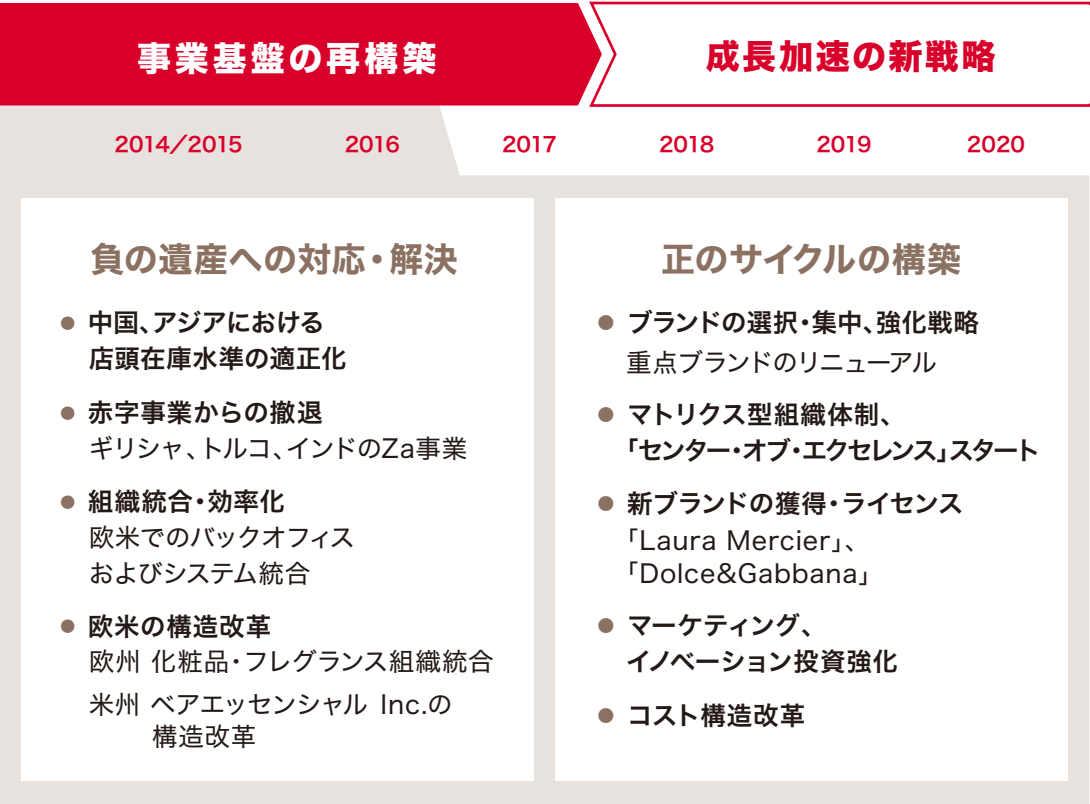 事業基盤の再構築
成長加速の新戦略
2014／2015
2016
2017
2018
2019
2020
負の遺産への対応・解決
● 中国、アジアにおける
店頭在庫水準の適正化
● 赤字事業からの撤退
ギリシャ、トルコ、インドのZa事業
● 組織統合・効率化
欧米でのバックオフィス
およびシステム統合
● 欧米の構造改革
欧州 化粧品・フレグランス組織統合
米州 ベアエッセンシャル Inc.の
構造改革
正のサイクルの構築
● ブランドの選択・集中、強化戦略
重点ブランドのリニューアル
● マトリクス型組織体制、
「センター・オブ・エクセレンス」スタート
● 新ブランドの獲得・ライセンス
「Laura Mercier」、
「Dolce&Gabbana」
● マーケティング、
イノベーション投資強化
● コスト構造改革